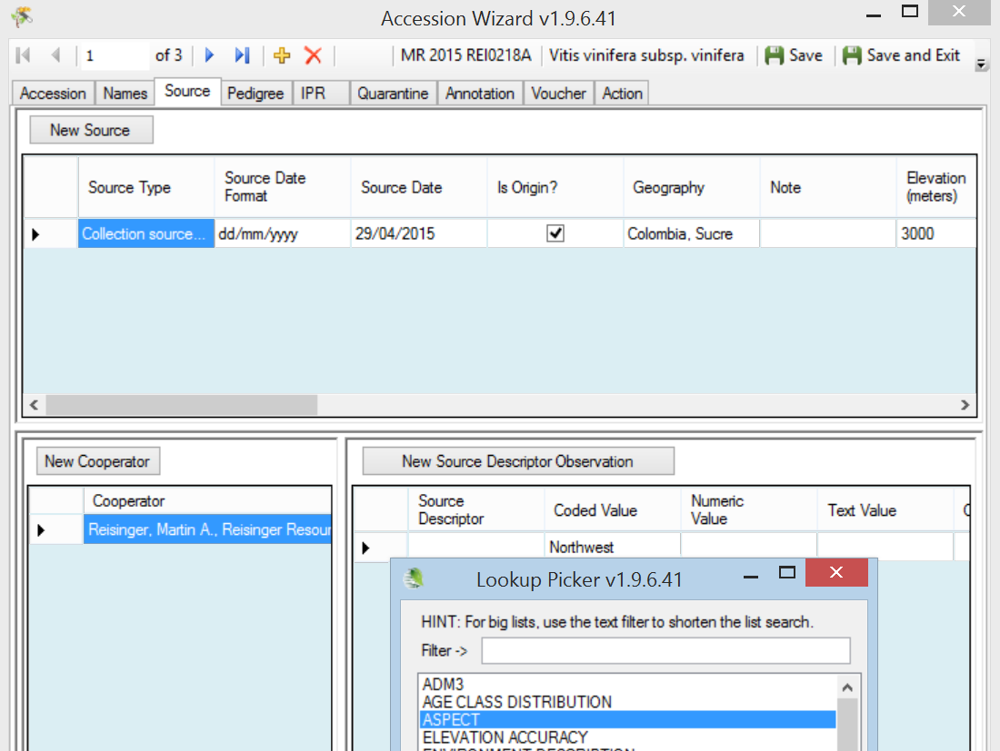 Accession Wizard v1.9.6.41
1 of 3 MR 2015 REI0218A Vitis vinifera subsp. vinifera Save Save and Exit
Accession Names Source Pedigree IPR Quarantine Annotation Voucher Action
New Source
Source Type Source Date Format Source Date Is Origin? Geography Note Elevation (meters)
Collection source... dd/mm/yyyy 29/04/2015 Colombia, Sucre 3000
New Cooperator New Source Descriptor Observation
Cooperator Source Descriptor Coded Value Numeric Value Text Value
Reisinger, Martin A., Reisinger Resour Northwest
Lookup Picker v1.9.6.41
HINT: For big lists, use the text filter to shorten the list search.
Filter ->
ADM3
AGE CLASS DISTRIBUTION
ASPECT
ELEVATION ACCURACY
ENVIRONMENT DESCRIPTION